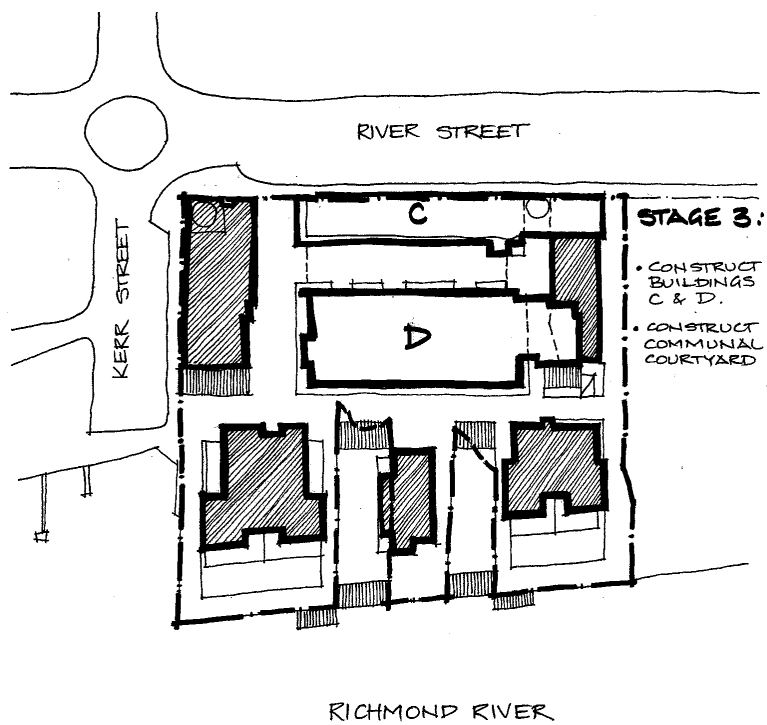 RIVER STREET
C
STAGE 3:
• CONSTRUCT
BUILDINGS
C & D.
• CONSTRUCT
COMMUNAL
COURTYARD
KERR STREET
D
RICHMOND RIVER